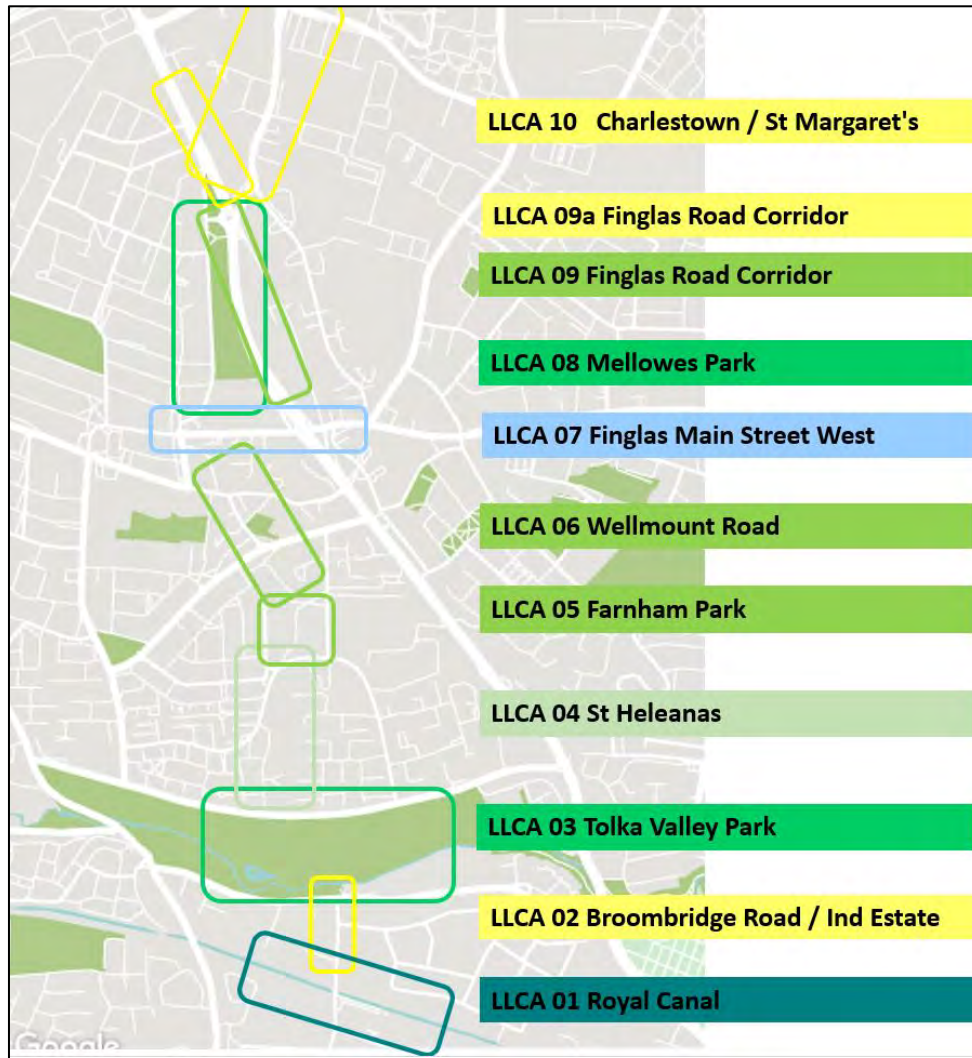 LLCA 10 Charlestown / St Margaret's
LLCA 09a Finglas Road Corridor
LLCA 09 Finglas Road Corridor
LLCA 08 Mellowes Park
LLCA 07 Finglas Main Street West
LLCA 06 Wellmount Road
LLCA 05 Farnham Park
LLCA 04 St Heleanas
LLCA 03 Tolka Valley Park
LLCA 02 Broombridge Road / Ind Estate
LLCA 01 Royal Canal
Google